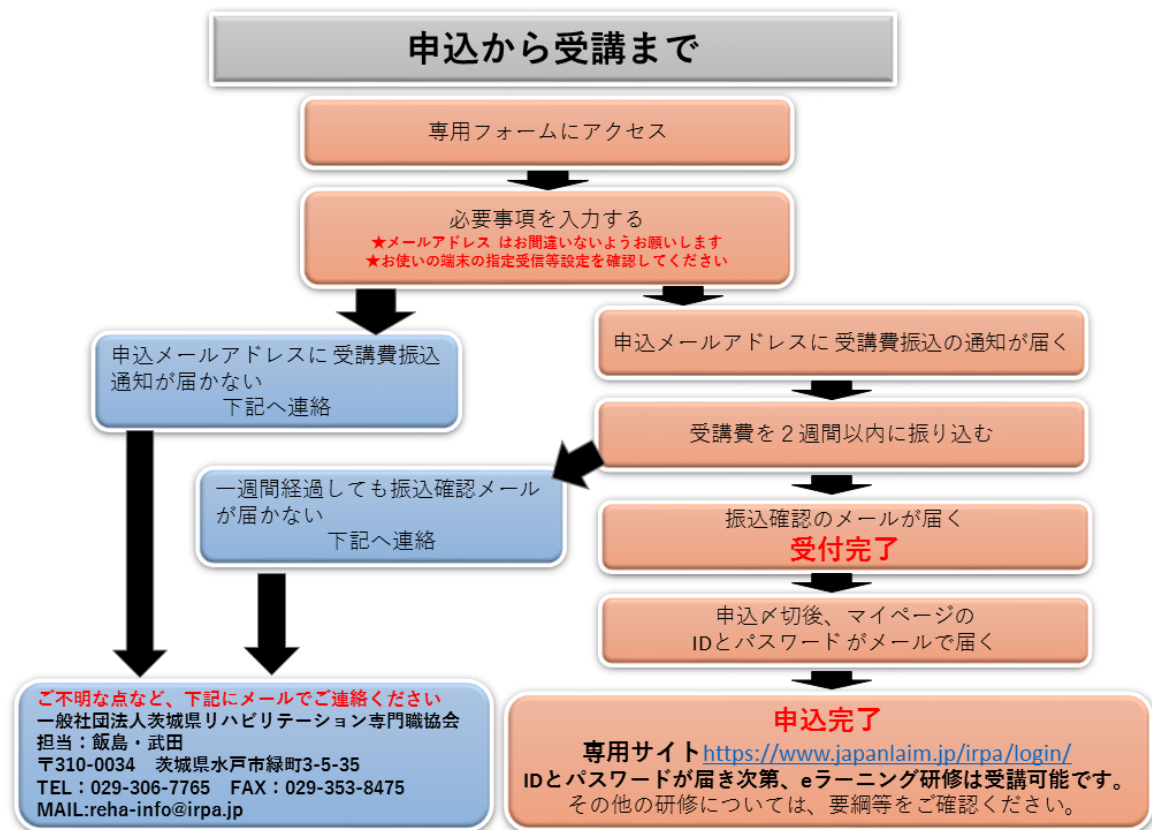 申込から受講まで
専用フォームにアクセス
必要事項を入力する
★メールアドレス はお間違いないようお願いします
★お使いの端末の指定受信等設定を確認してください
申込メールアドレスに 受講費振込
通知が届かない
下記へ連絡
申込メールアドレスに 受講費振込の通知が届く
受講費を２週間以内に振り込む
一週間経過しても振込確認メール
が届かない
下記へ連絡
振込確認のメールが届く
受付完了
申込〆切後、マイページの
IDとパスワード がメールで届く
ご不明な点など、下記にメールでご連絡ください
一般社団法人茨城県リハビリテーション専門職協会
担当：飯島・武田
〒310-0034　茨城県水戸市緑町3-5-35
TEL：029-306-7765　FAX：029-353-8475
MAIL:reha-info@irpa.jp
申込完了
専用サイトhttps://www.japanlaim.jp/irpa/login/
IDとパスワードが届き次第、eラーニング研修は受講可能です。
その他の研修については、要綱等をご確認ください。